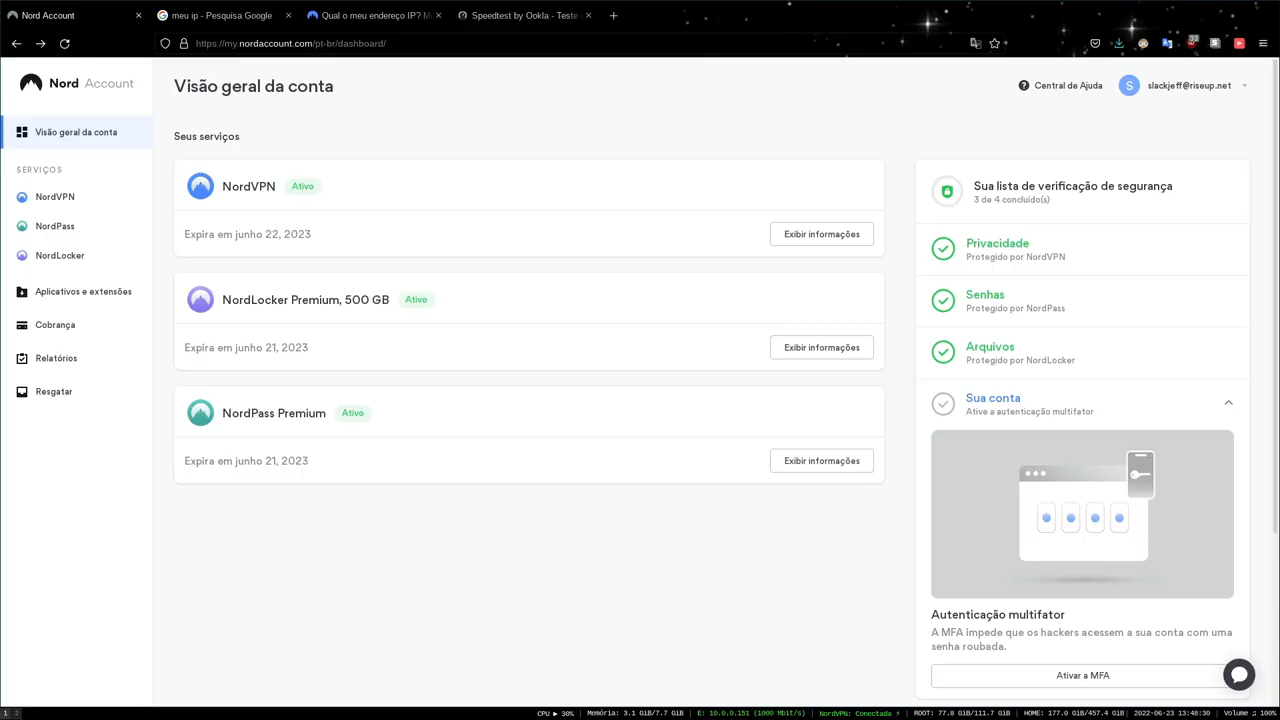 Nord Account
meu ip - Pesquisa Google
Qual o meu endereço IP? M
Speedtest by Ookla - Teste
https://my.nordaccount.com/pt-br/dashboard/
Nord Account
Visão geral da conta
Central de Ajuda
S
slackjeff@riseup.net
Visão geral da conta
SERVIÇOS
NordVPN
NordPass
NordLocker
Aplicativos e extensões
Cobrança
Relatórios
Resgatar
Seus serviços
NordVPN
Ativo
Expira em junho 22, 2023
Exibir informações
NordLocker Premium, 500 GB
Ativo
Expira em junho 21, 2023
Exibir informações
NordPass Premium
Ativo
Expira em junho 21, 2023
Exibir informações
Sua lista de verificação de segurança
3 de 4 concluído(s)
Privacidade
Protegido por NordVPN
Senhas
Protegido por NordPass
Arquivos
Protegido por NordLocker
Sua conta
Ative a autenticação multifator
Autenticação multifator
A MFA impede que os hackers acessem a sua conta com uma
senha roubada.
Ativar a MFA
1 2
CPU ▶ 30% | Memória: 3.1 GiB/7.7 GiB | E: 10.0.0.151 (1000 Mbit/s) | NordVPN: Conectada ⚡ | ROOT: 77.8 GiB/111.7 GiB | HOME: 177.0 GiB/457.4 GiB | 2022-06-23 13:48:30 | Volume ♫ 100%